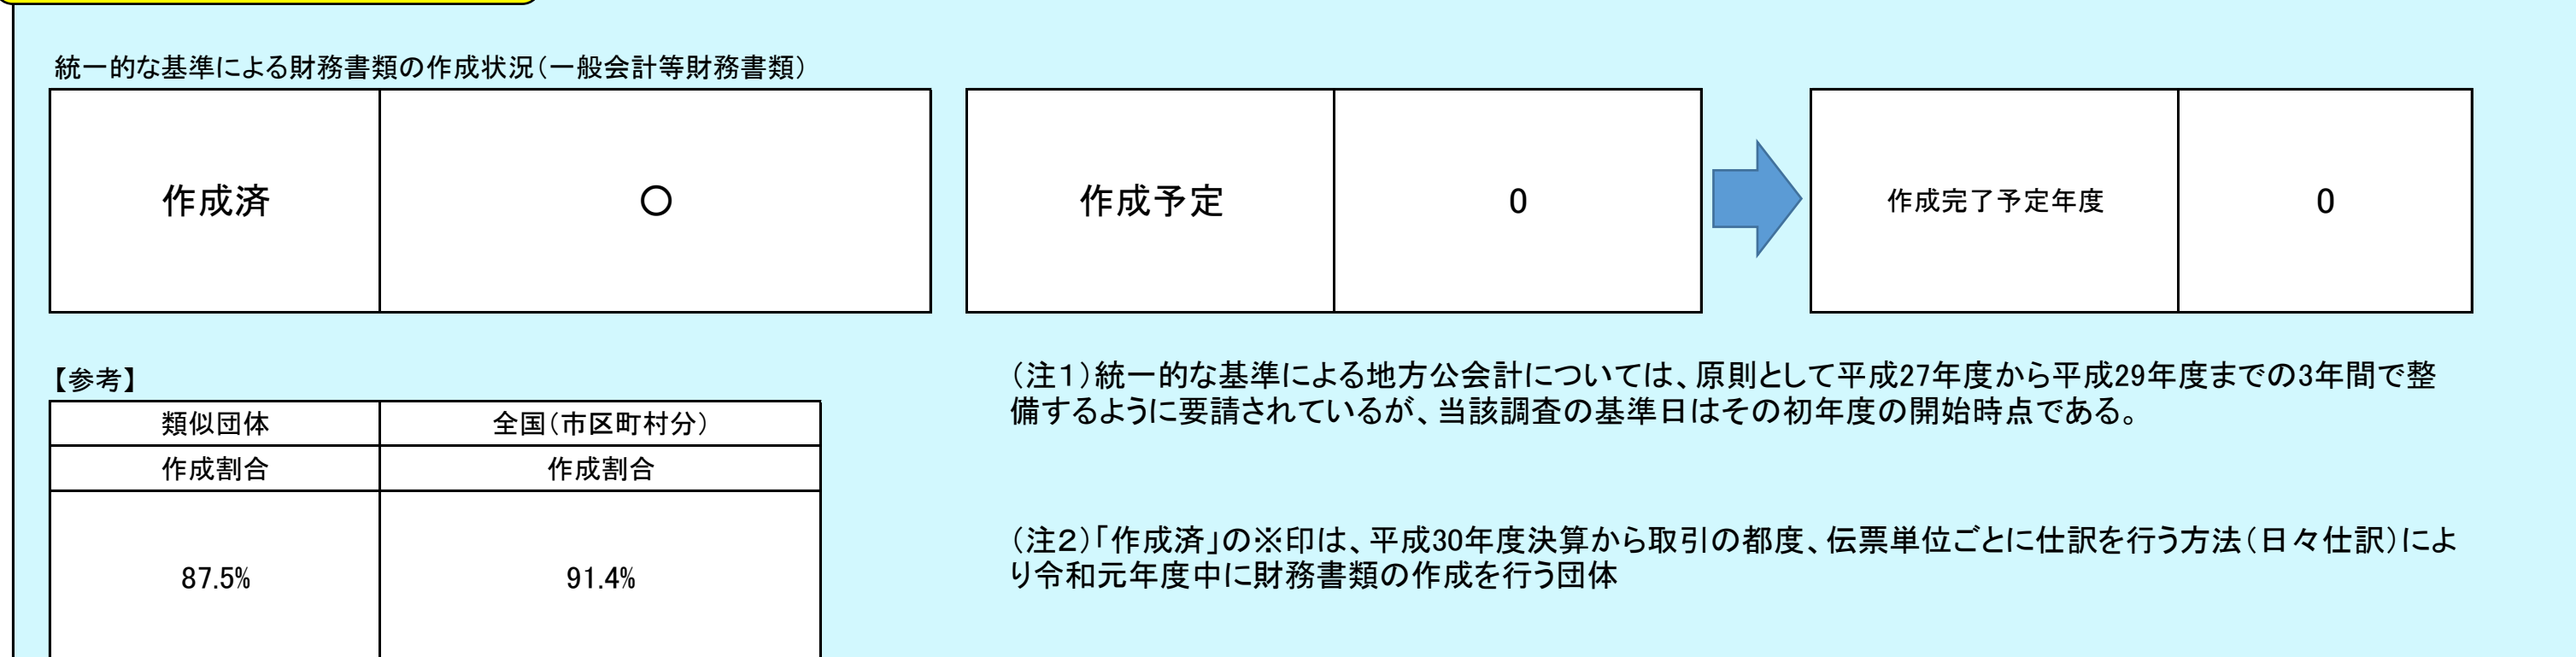 統一的な基準による財務書類の作成状況（一般会計等財務書類）
作成済 ○ 作成予定 0 作成完了予定年度 0
【参考】
類似団体 全国（市区町村分）
作成割合 作成割合
87.5% 91.4%
（注１）統一的な基準による地方公会計については、原則として平成27年度から平成29年度までの3年間で整
備するように要請されているが、当該調査の基準日はその初年度の開始時点である。
（注２）「作成済」の※印は、平成30年度決算から取引の都度、伝票単位ごとに仕訳を行う方法（日々仕訳）によ
り令和元年度中に財務書類の作成を行う団体